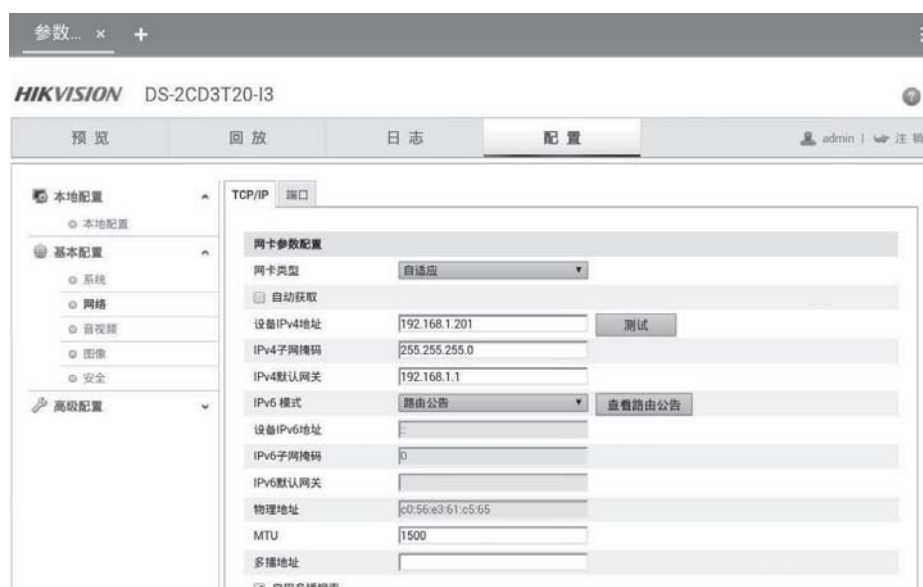 参数... × +
HIKVISION DS-2CD3T20-I3
预览 回放 日志 配置 admin | 注销
本地配置
本地配置
基本配置
系统
网络
音视频
图像
安全
高级配置
TCP/IP 端口
网卡参数配置
网卡类型 自适应
自动获取
设备IPv4地址 192.168.1.201 测试
IPv4子网掩码 255.255.255.0
IPv4默认网关 192.168.1.1
IPv6 模式 路由公告 查看路由公告
设备IPv6地址 ::
IPv6子网掩码 0
IPv6默认网关
物理地址 c0:56:e3:61:c5:65
MTU 1500
多播地址
启用多播搜索